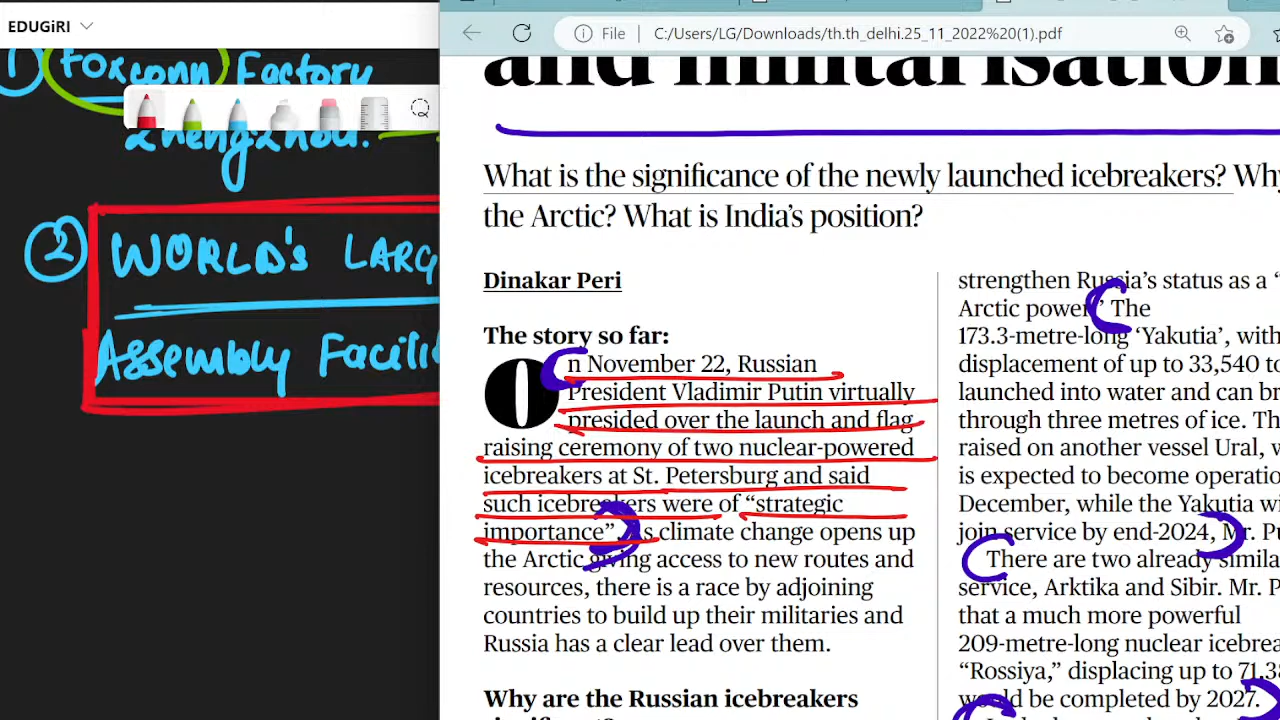 EDUGiRI
1 Foxconn Factory
Zhengzhou.
2 WORLD's
Assembly
File C:/Users/LG/Downloads/th.th_delhi.25_11_2022%20(1).pdf
and militarisation
What is the significance of the newly launched icebreakers? Why
the Arctic? What is India's position?
Dinakar Peri
The story so far:
On November 22, Russian
President Vladimir Putin virtually
presided over the launch and flag
raising ceremony of two nuclear-powered
icebreakers at St. Petersburg and said
such icebreakers were of “strategic
importance”. As climate change opens up
the Arctic giving access to new routes and
resources, there is a race by adjoining
countries to build up their militaries and
Russia has a clear lead over them.
Why are the Russian icebreakers
strengthen Russia's status as a “
Arctic power” The
173.3-metre-long ‘Yakutia’, with
displacement of up to 33,540 to
launched into water and can br
through three metres of ice. Th
raised on another vessel Ural, w
is expected to become operatio
December, while the Yakutia wi
join service by end-2024, Mr. Pu
There are two already simila
service, Arktika and Sibir. Mr. P
that a much more powerful
209-metre-long nuclear icebrea
“Rossiya,” displacing up to 71,38
would be completed by 2027.